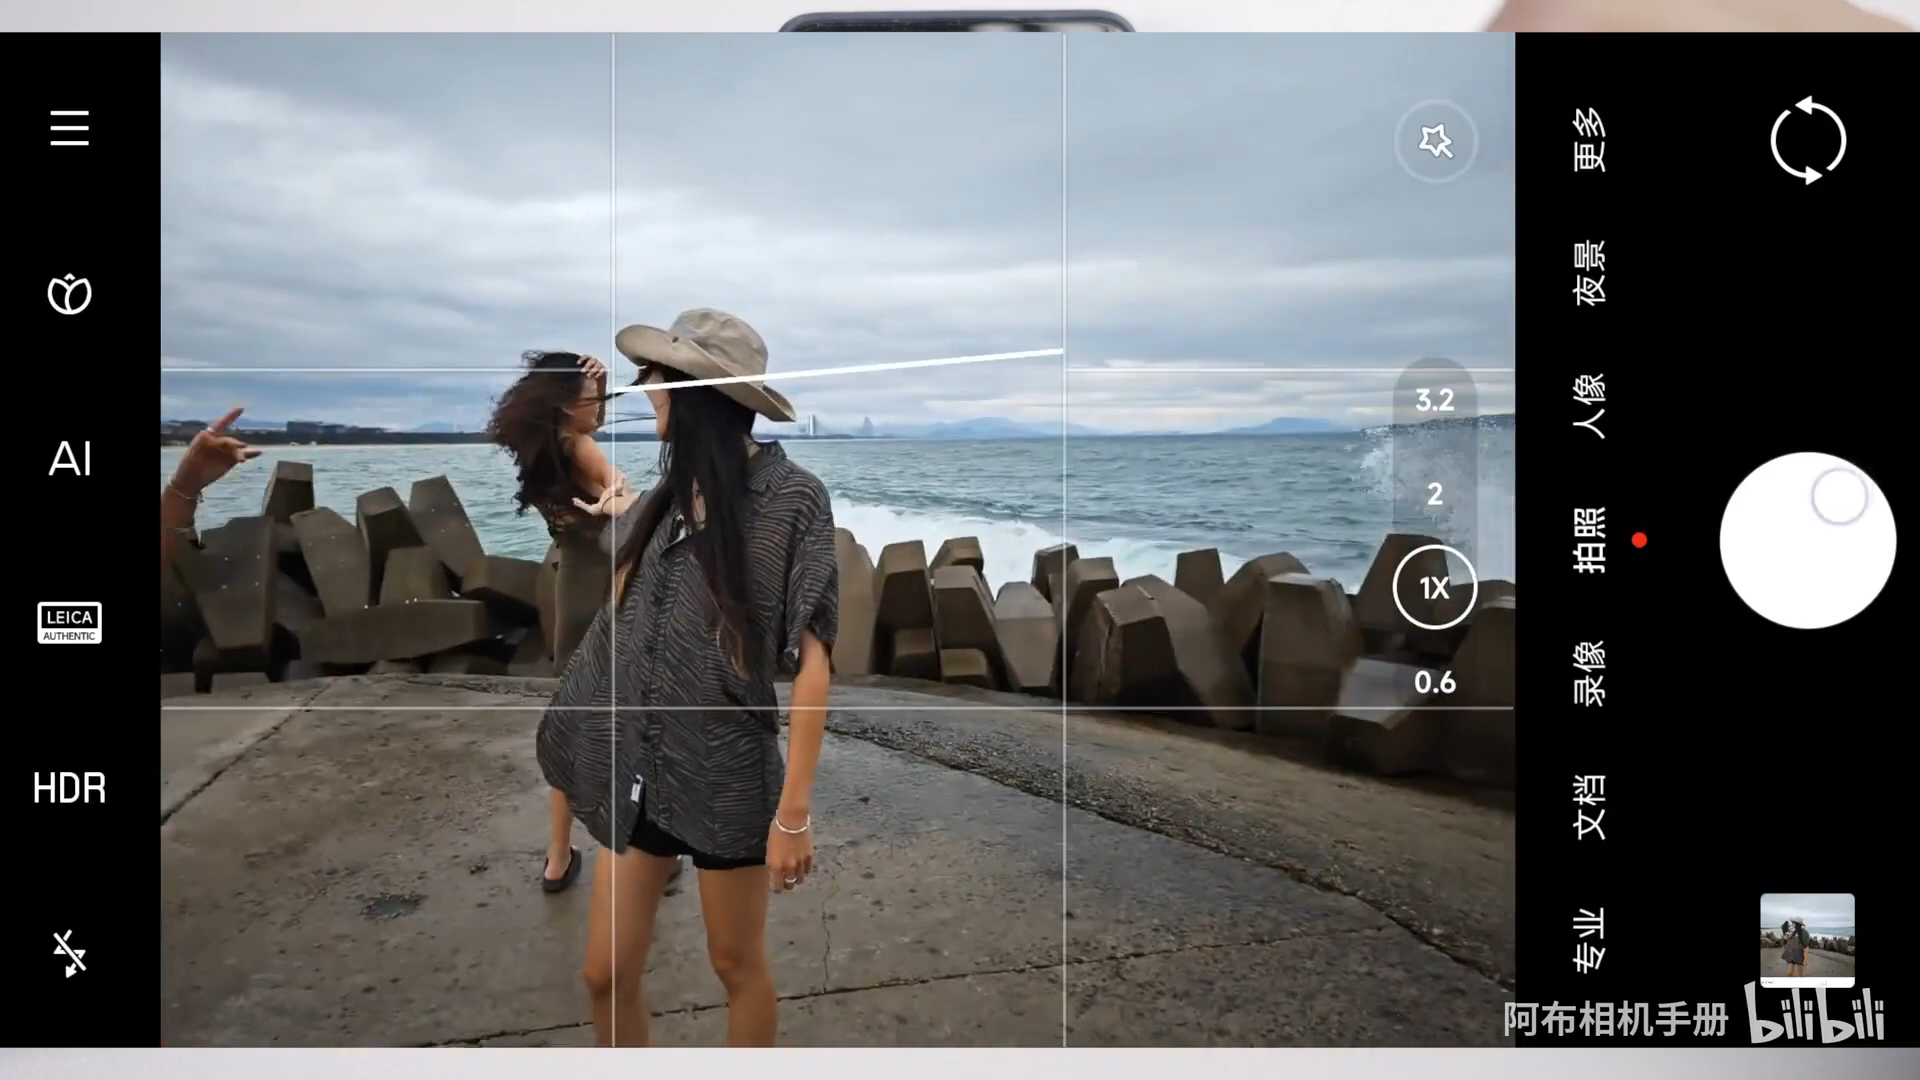 AI
LEICA
AUTHENTIC
HDR
3.2
2
1X
0.6
更多
夜景
人像
拍照
录像
文档
专业
阿布相机手册 bilibili